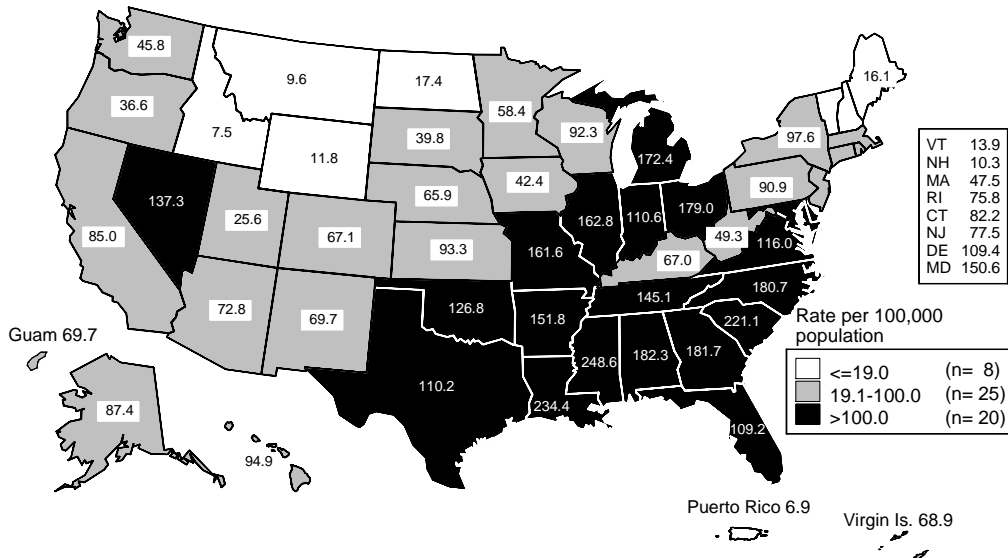 45.8
9.6
17.4
16.1
36.6
58.4
97.6
7.5
39.8
92.3
VT 13.9
NH 10.3
MA 47.5
RI 75.8
CT 82.2
NJ 77.5
DE 109.4
MD 150.6
11.8
172.4
42.4
90.9
65.9
137.3
25.6
162.8
110.6
179.0
49.3
85.0
67.1
93.3
161.6
67.0
116.0
145.1
180.7
72.8
69.7
126.8
151.8
221.1
Rate per 100,000
population
Guam 69.7
248.6
182.3
181.7
<=19.0 (n= 8)
19.1-100.0 (n= 25)
>100.0 (n= 20)
110.2
87.4
234.4
109.2
94.9
Puerto Rico 6.9
Virgin Is. 68.9